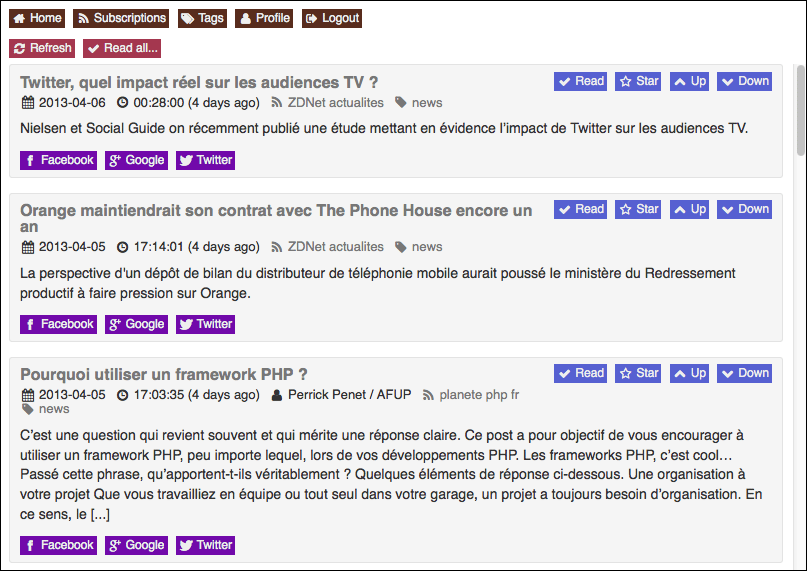 Home Subscriptions Tags Profile Logout
Refresh Read all...
Twitter, quel impact réel sur les audiences TV ? Read Star Up Down
2013-04-06 00:28:00 (4 days ago) ZDNet actualites news
Nielsen et Social Guide on récemment publié une étude mettant en évidence l'impact de Twitter sur les audiences TV.
Facebook Google Twitter
Orange maintiendrait son contrat avec The Phone House encore un Read Star Up Down
an
2013-04-05 17:14:01 (4 days ago) ZDNet actualites news
La perspective d'un dépôt de bilan du distributeur de téléphonie mobile aurait poussé le ministère du Redressement
productif à faire pression sur Orange.
Facebook Google Twitter
Pourquoi utiliser un framework PHP ? Read Star Up Down
2013-04-05 17:03:35 (4 days ago) Perrick Penet / AFUP planete php fr
news
C'est une question qui revient souvent et qui mérite une réponse claire. Ce post a pour objectif de vous encourager à
utiliser un framework PHP, peu importe lequel, lors de vos développements PHP. Les frameworks PHP, c'est cool…
Passé cette phrase, qu'apportent-t-ils véritablement ? Quelques éléments de réponse ci-dessous. Une organisation à
votre projet Que vous travailliez en équipe ou tout seul dans votre garage, un projet a toujours besoin d'organisation. En
ce sens, le [...]
Facebook Google Twitter